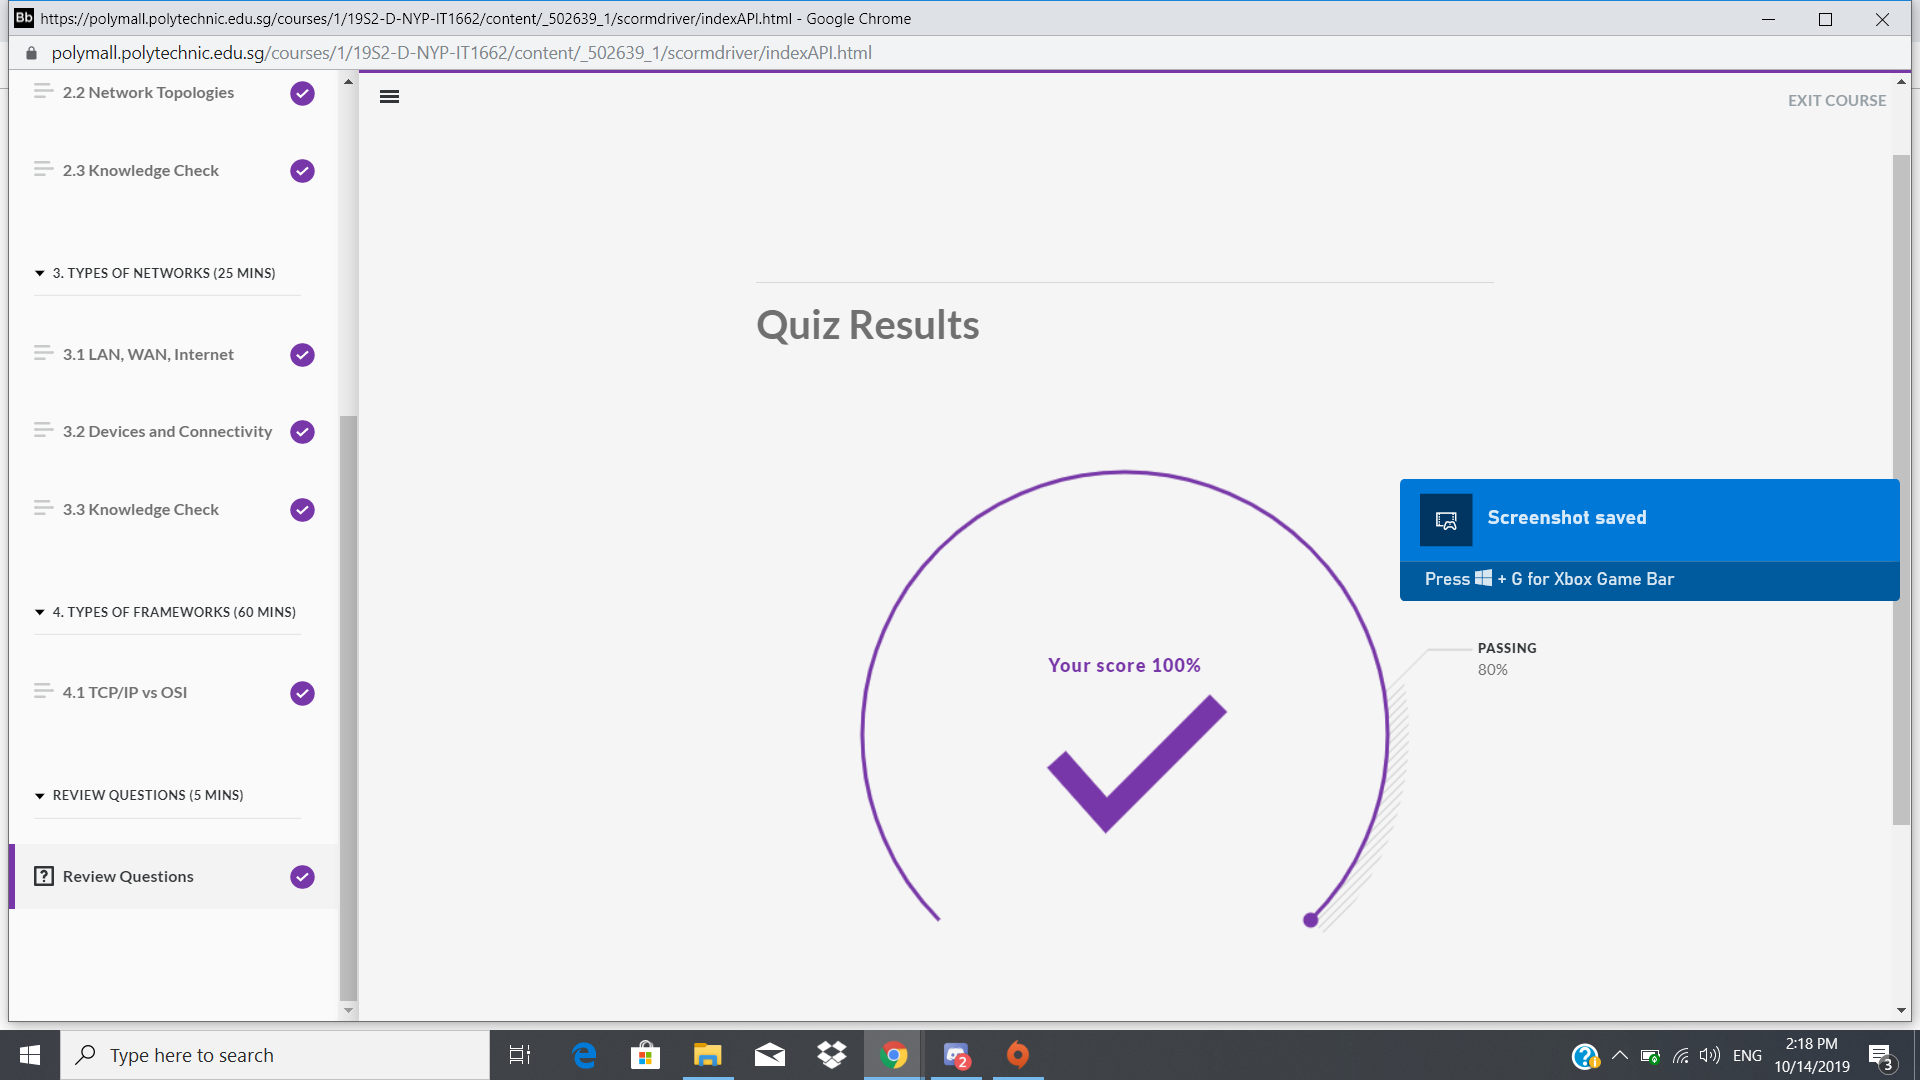 Bb https://polymall.polytechnic.edu.sg/courses/1/19S2-D-NYP-IT1662/content/_502639_1/scormdriver/indexAPI.html - Google Chrome
polymall.polytechnic.edu.sg/courses/1/19S2-D-NYP-IT1662/content/_502639_1/scormdriver/indexAPI.html
2.2 Network Topologies
2.3 Knowledge Check
3. TYPES OF NETWORKS (25 MINS)
3.1 LAN, WAN, Internet
3.2 Devices and Connectivity
3.3 Knowledge Check
4. TYPES OF FRAMEWORKS (60 MINS)
4.1 TCP/IP vs OSI
REVIEW QUESTIONS (5 MINS)
Review Questions
EXIT COURSE
Quiz Results
Your score 100%
PASSING
80%
Screenshot saved
Press + G for Xbox Game Bar
Type here to search
2
ENG
2:18 PM
10/14/2019
3